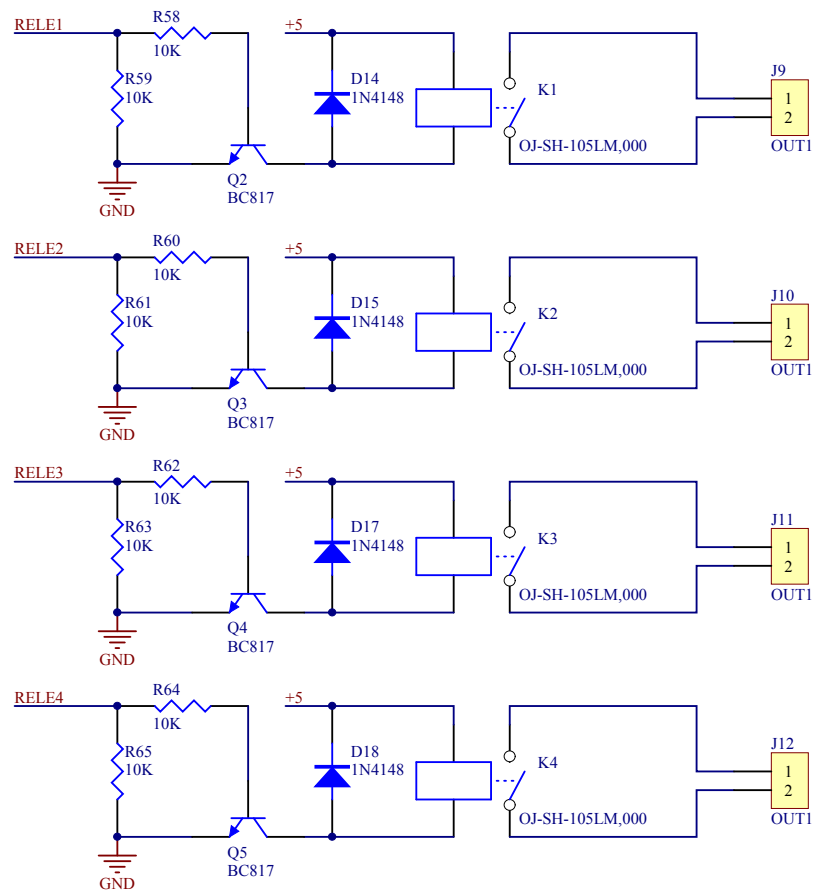 RELE1
R58
10K
+5
R59
10K
D14
1N4148
K1
J9
1
2
OUT1
OJ-SH-105LM,000
Q2
BC817
GND
RELE2
R60
10K
+5
R61
10K
D15
1N4148
K2
J10
1
2
OUT1
OJ-SH-105LM,000
Q3
BC817
GND
RELE3
R62
10K
+5
R63
10K
D17
1N4148
K3
J11
1
2
OUT1
OJ-SH-105LM,000
Q4
BC817
GND
RELE4
R64
10K
+5
R65
10K
D18
1N4148
K4
J12
1
2
OUT1
OJ-SH-105LM,000
Q5
BC817
GND